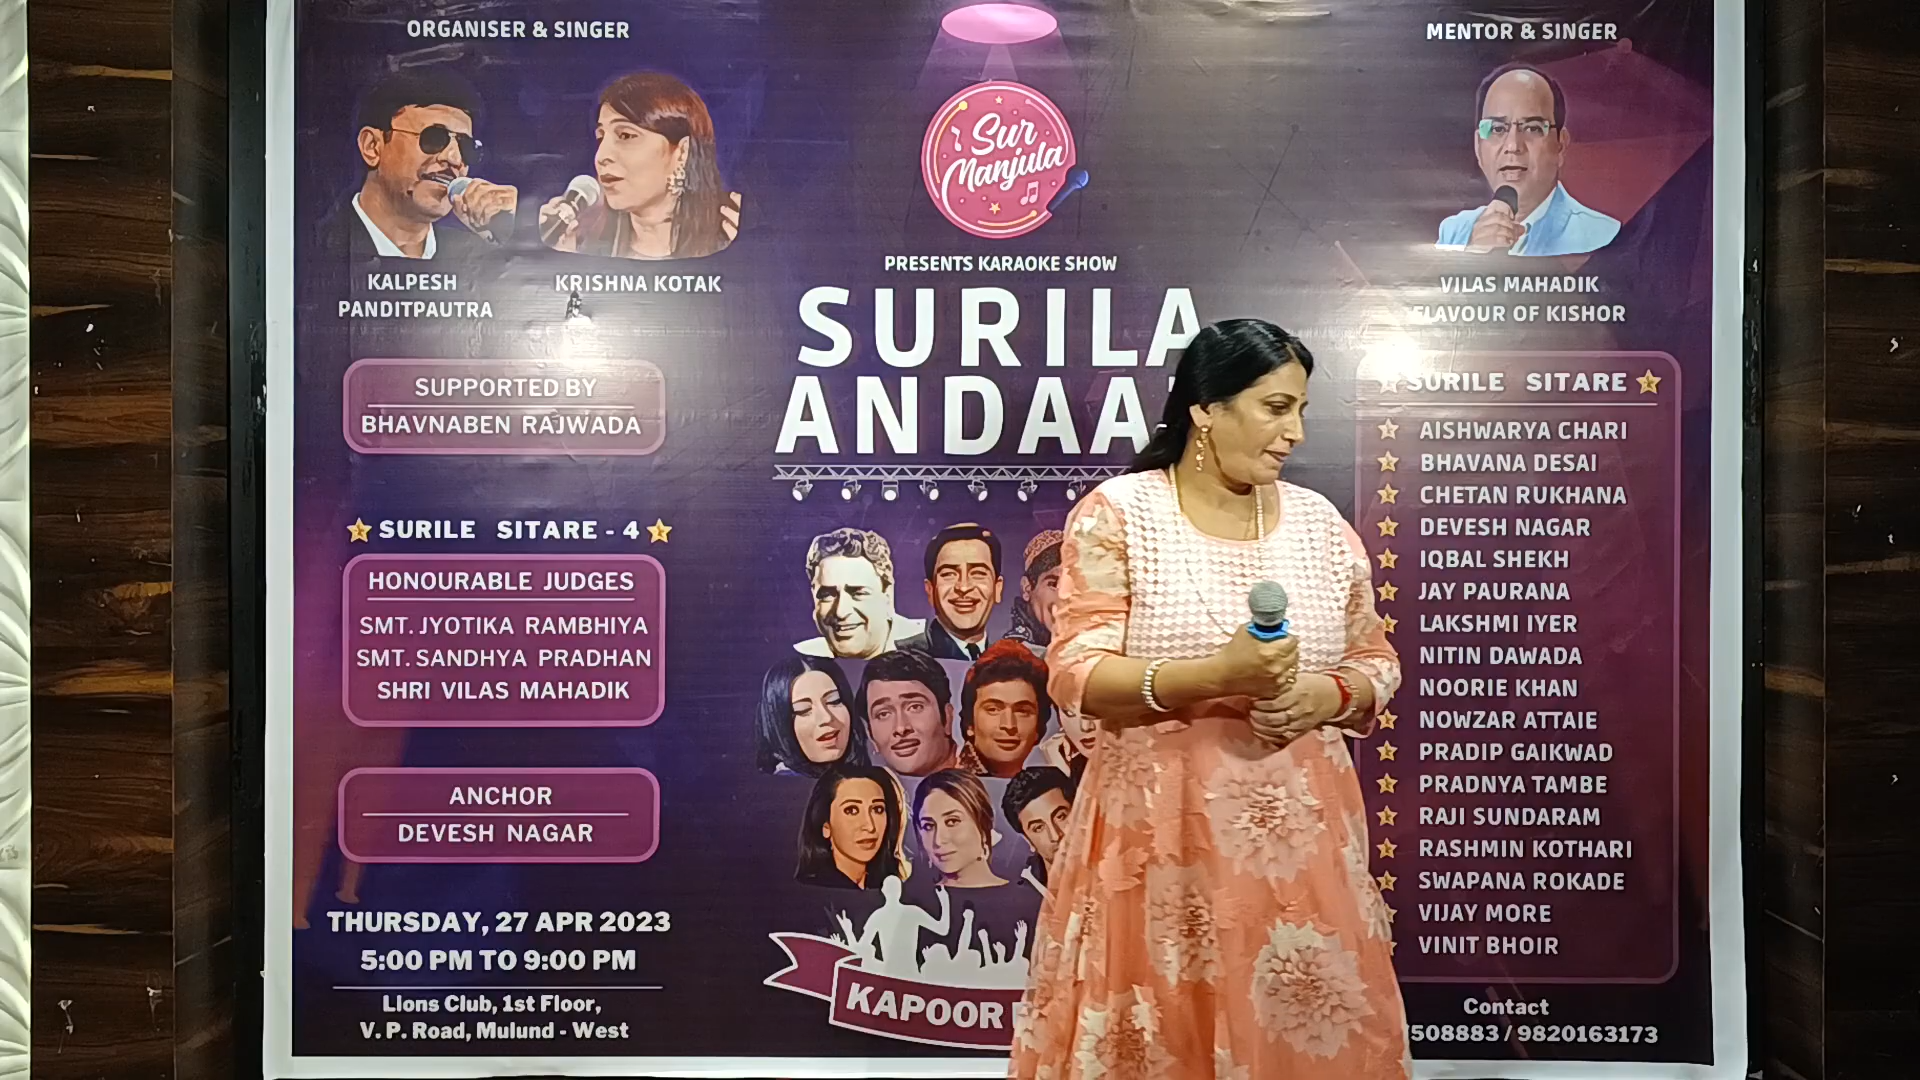 ORGANISER & SINGER
KALPESH
PANDITPAUTRA
KRISHNA KOTAK
SUPPORTED BY
BHAVNABEN RAJWADA
SURILE SITARE - 4
HONOURABLE JUDGES
SMT. JYOTIKA RAMBHIYA
SMT. SANDHYA PRADHAN
SHRI VILAS MAHADIK
ANCHOR
DEVESH NAGAR
THURSDAY, 27 APR 2023
5:00 PM TO 9:00 PM
Lions Club, 1st Floor,
V. P. Road, Mulund - West
Sur
Manjula
PRESENTS KARAOKE SHOW
SURILA
ANDAA
KAPOOR
MENTOR & SINGER
VILAS MAHADIK
FLAVOUR OF KISHOR
SURILE SITARE
AISHWARYA CHARI
BHAVANA DESAI
CHETAN RUKHANA
DEVESH NAGAR
IQBAL SHEKH
JAY PAURANA
LAKSHMI IYER
NITIN DAWADA
NOORIE KHAN
NOWZAR ATTAIE
PRADIP GAIKWAD
PRADNYA TAMBE
RAJI SUNDARAM
RASHMIN KOTHARI
SWAPANA ROKADE
VIJAY MORE
VINIT BHOIR
Contact
508883 / 9820163173